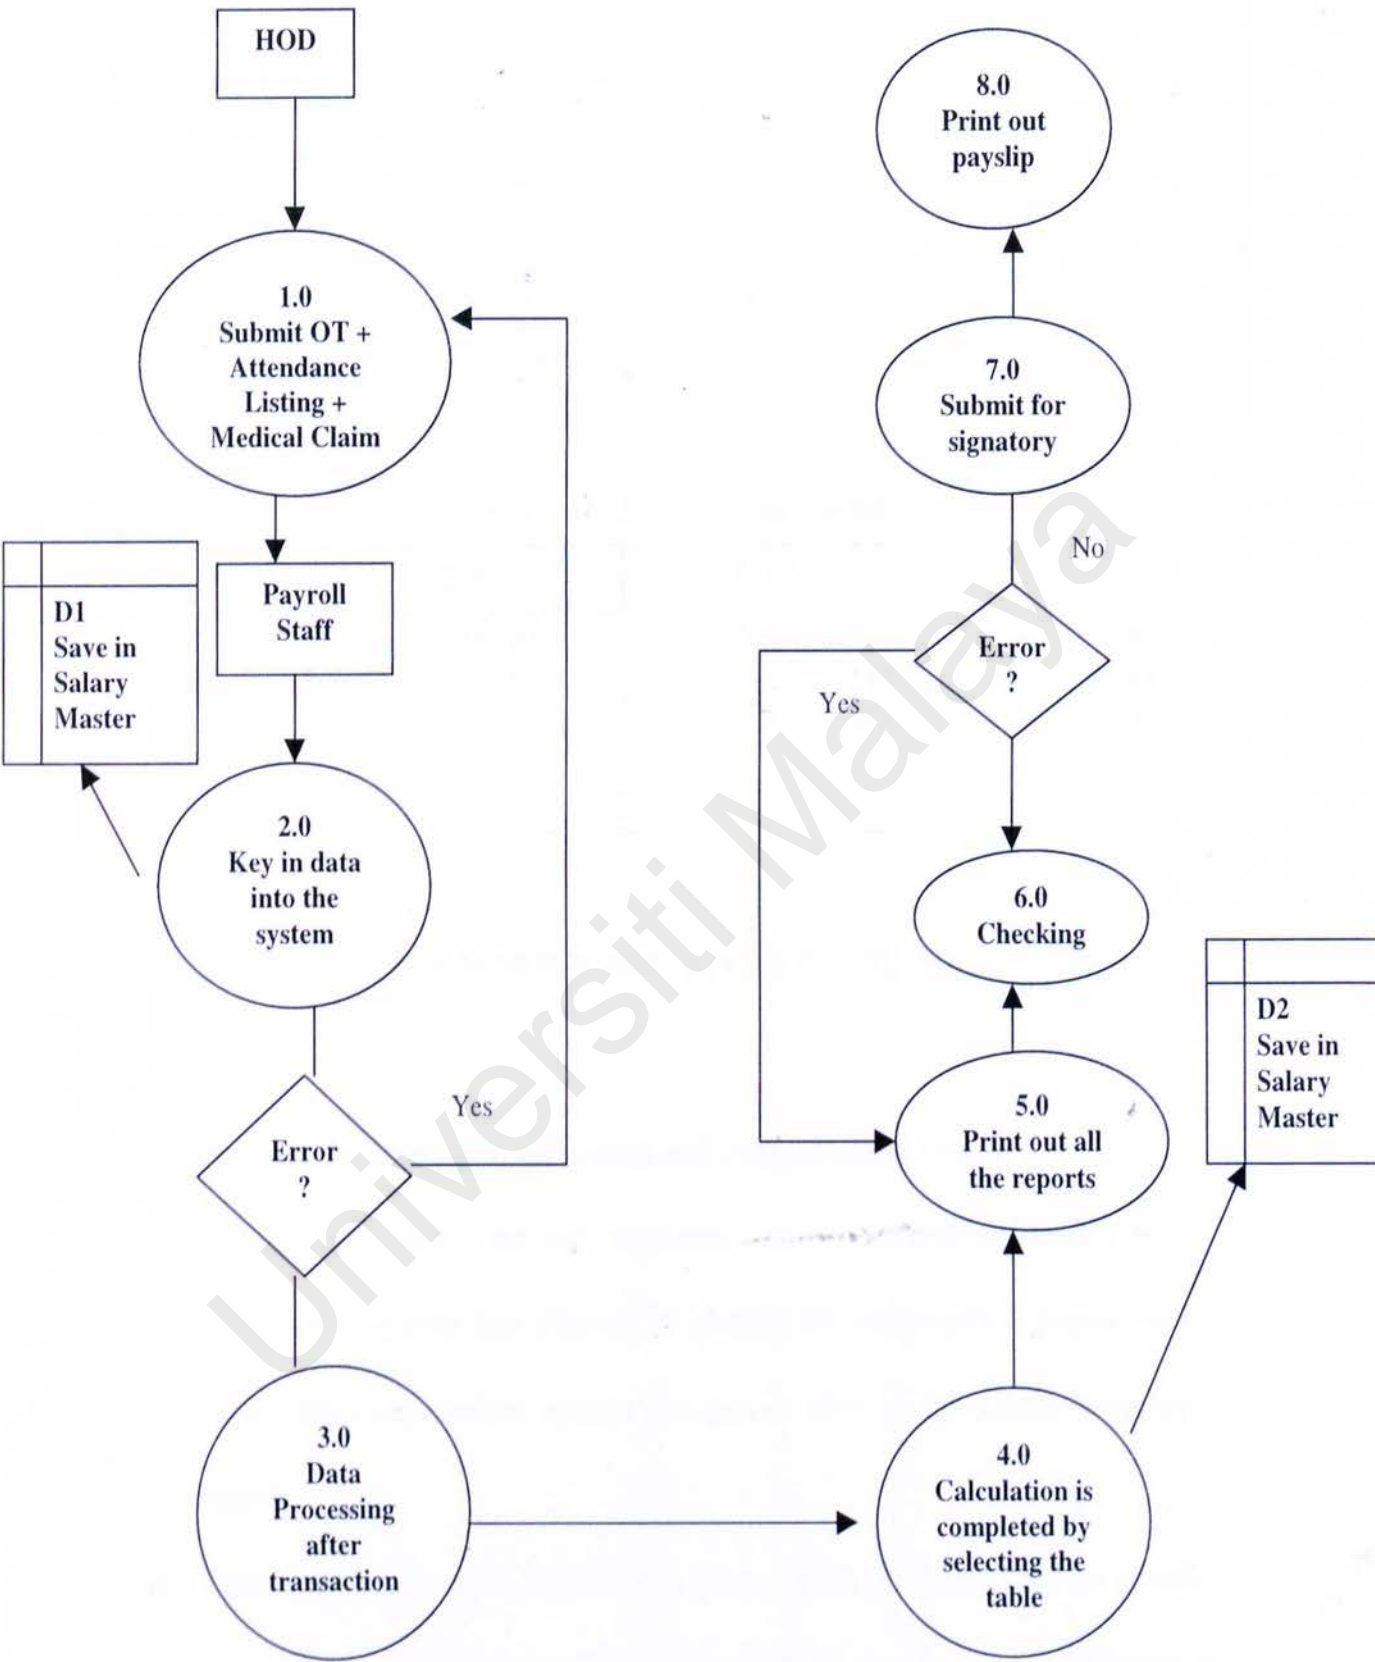 HOD
1.0
Submit OT +
Attendance
Listing +
Medical Claim
Payroll
Staff
D1
Save in
Salary
Master
2.0
Key in data
into the
system
Error
?
Yes
3.0
Data
Processing
after
transaction
4.0
Calculation is
completed by
selecting the
table
D2
Save in
Salary
Master
5.0
Print out all
the reports
6.0
Checking
Error
?
Yes
No
7.0
Submit for
signatory
8.0
Print out
payslip
Universiti Malaya